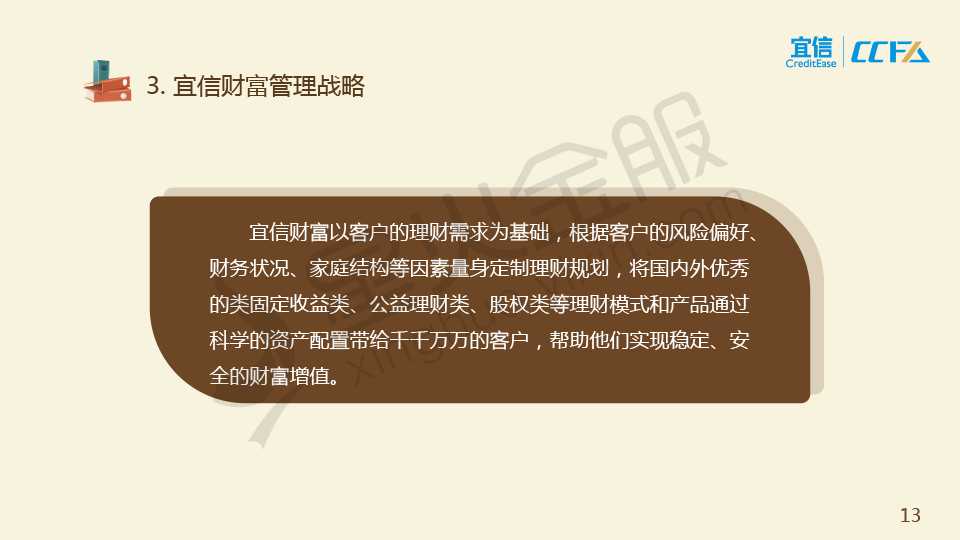 宜信
CreditEase
CCFA
3. 宜信财富管理战略
宜信财富以客户的理财需求为基础，根据客户的风险偏好、
财务状况、家庭结构等因素量身定制理财规划，将国内外优秀
的类固定收益类、公益理财类、股权类等理财模式和产品通过
科学的资产配置带给千千万万的客户，帮助他们实现稳定、安
全的财富增值。
星火金服
13